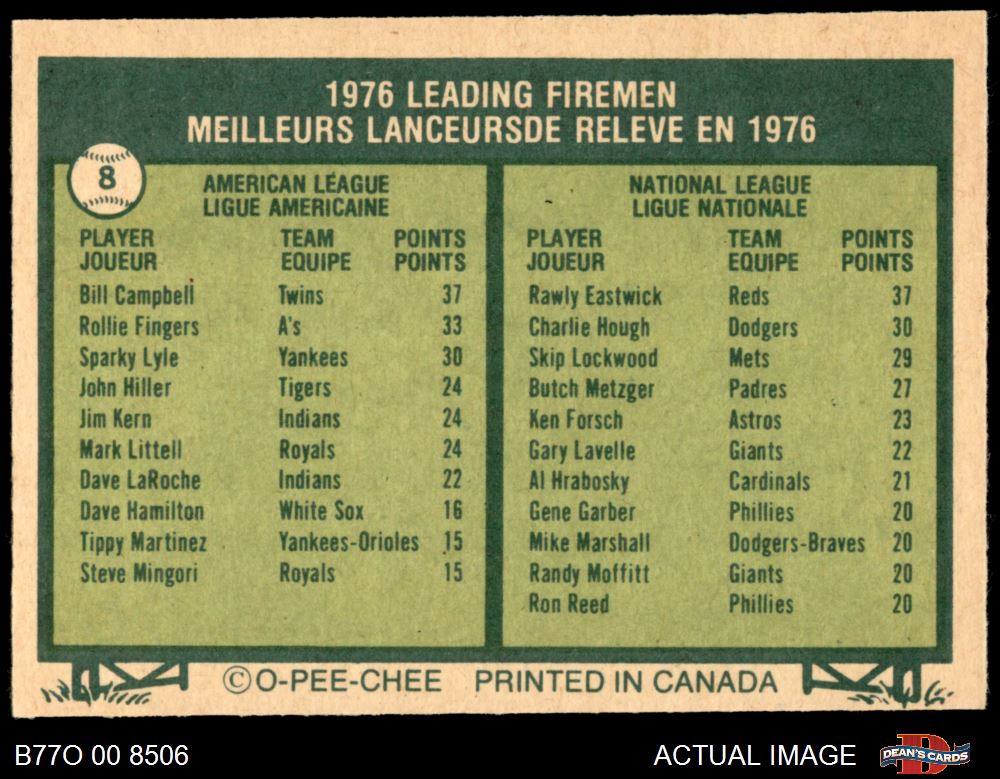 1976 LEADING FIREMEN
MEILLEURS LANCEURSDE RELEVE EN 1976
8
AMERICAN LEAGUE
LIGUE AMERICAINE
PLAYER TEAM POINTS
JOUEUR EQUIPE POINTS
Bill Campbell Twins 37
Rollie Fingers A's 33
Sparky Lyle Yankees 30
John Hiller Tigers 24
Jim Kern Indians 24
Mark Littell Royals 24
Dave LaRoche Indians 22
Dave Hamilton White Sox 16
Tippy Martinez Yankees-Orioles 15
Steve Mingori Royals 15
NATIONAL LEAGUE
LIGUE NATIONALE
PLAYER TEAM POINTS
JOUEUR EQUIPE POINTS
Rawly Eastwick Reds 37
Charlie Hough Dodgers 30
Skip Lockwood Mets 29
Butch Metzger Padres 27
Ken Forsch Astros 23
Gary Lavelle Giants 22
Al Hrabosky Cardinals 21
Gene Garber Phillies 20
Mike Marshall Dodgers-Braves 20
Randy Moffitt Giants 20
Ron Reed Phillies 20
©O-PEE-CHEE PRINTED IN CANADA
B77O 00 8506 ACTUAL IMAGE
D
DEAN'S CARDS